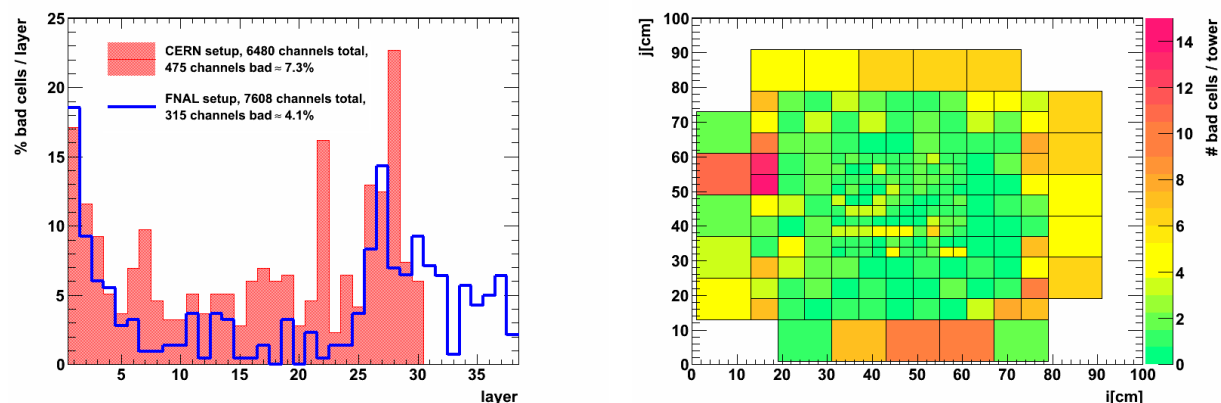 % bad cells / layer
25
20
15
10
5
0
CERN setup, 6480 channels total,
475 channels bad ≈ 7.3%
FNAL setup, 7608 channels total,
315 channels bad ≈ 4.1%
5 10 15 20 25 30 35
layer
j[cm]
100
90
80
70
60
50
40
30
20
10
0
0 10 20 30 40 50 60 70 80 90 100
i[cm]
# bad cells / tower
14
12
10
8
6
4
2
0